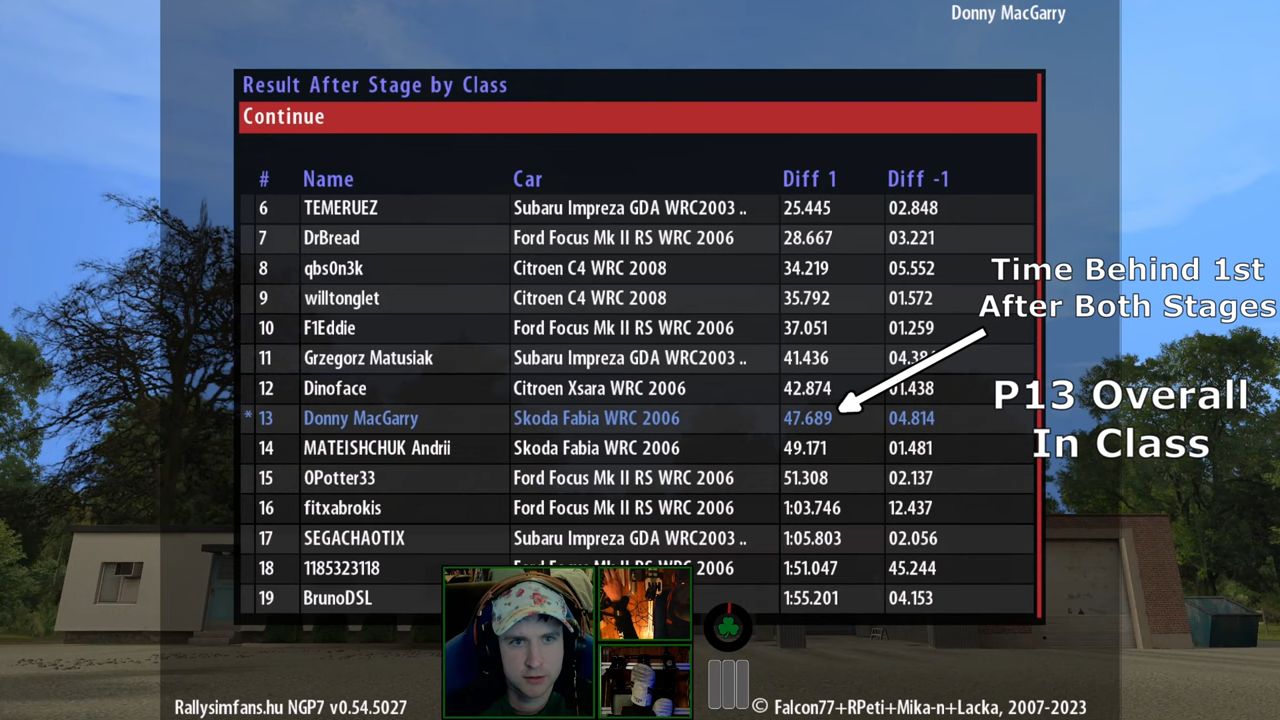 Donny MacGarry
Result After Stage by Class
Continue
# Name Car Diff 1 Diff -1
6 TEMERUEZ Subaru Impreza GDA WRC2003 .. 25.445 02.848
7 DrBread Ford Focus Mk II RS WRC 2006 28.667 03.221
8 qbs0n3k Citroen C4 WRC 2008 34.219 05.552
9 willtonglet Citroen C4 WRC 2008 35.792 01.572
10 F1Eddie Ford Focus Mk II RS WRC 2006 37.051 01.259
11 Grzegorz Matusiak Subaru Impreza GDA WRC2003 .. 41.436
12 Dinoface Citroen Xsara WRC 2006 42.874 01.438
* 13 Donny MacGarry Skoda Fabia WRC 2006 47.689 04.814
14 MATEISHCHUK Andrii Skoda Fabia WRC 2006 49.171 01.481
15 OPotter33 Ford Focus Mk II RS WRC 2006 51.308 02.137
16 fitxabrokis Ford Focus Mk II RS WRC 2006 1:03.746 12.437
17 SEGACHAOTIX Subaru Impreza GDA WRC2003 .. 1:05.803 02.056
18 1185323118 Ford Focus Mk II RS WRC 2006 1:51.047 45.244
19 BrunoDSL 1:55.201 04.153
Time Behind 1st
After Both Stages
P13 Overall
In Class
Rallysimfans.hu NGP7 v0.54.5027
© Falcon77+RPeti+Mika-n+Lacka, 2007-2023